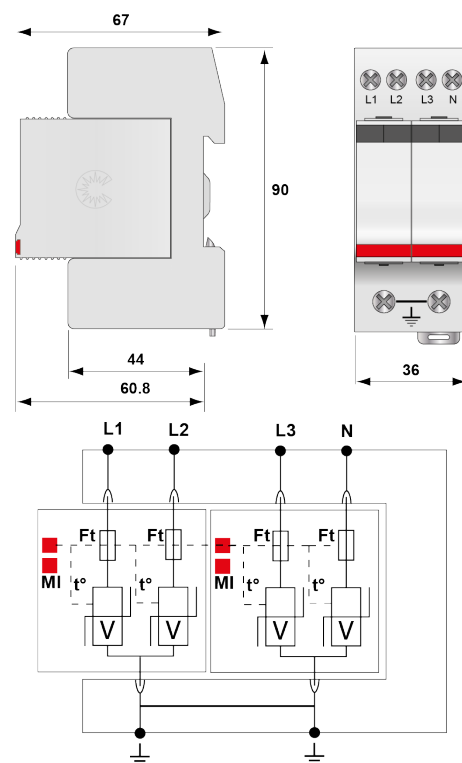 67
L1 L2 L3 N
90
44
60.8
36
L1 L2 L3 N
Ft Ft Ft Ft
MI t° t° MI t° t°
V V V V